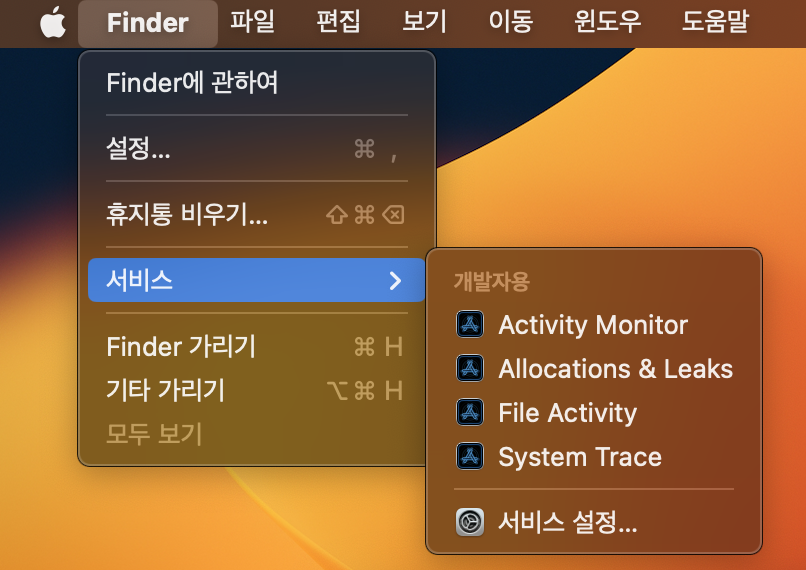 Finder 파일 편집 보기 이동 윈도우 도움말
Finder에 관하여
설정... ⌘ ,
휴지통 비우기... ⇧⌘⌫
서비스
Finder 가리기 ⌘ H
기타 가리기 ⌥⌘ H
모두 보기
개발자용
Activity Monitor
Allocations & Leaks
File Activity
System Trace
서비스 설정...